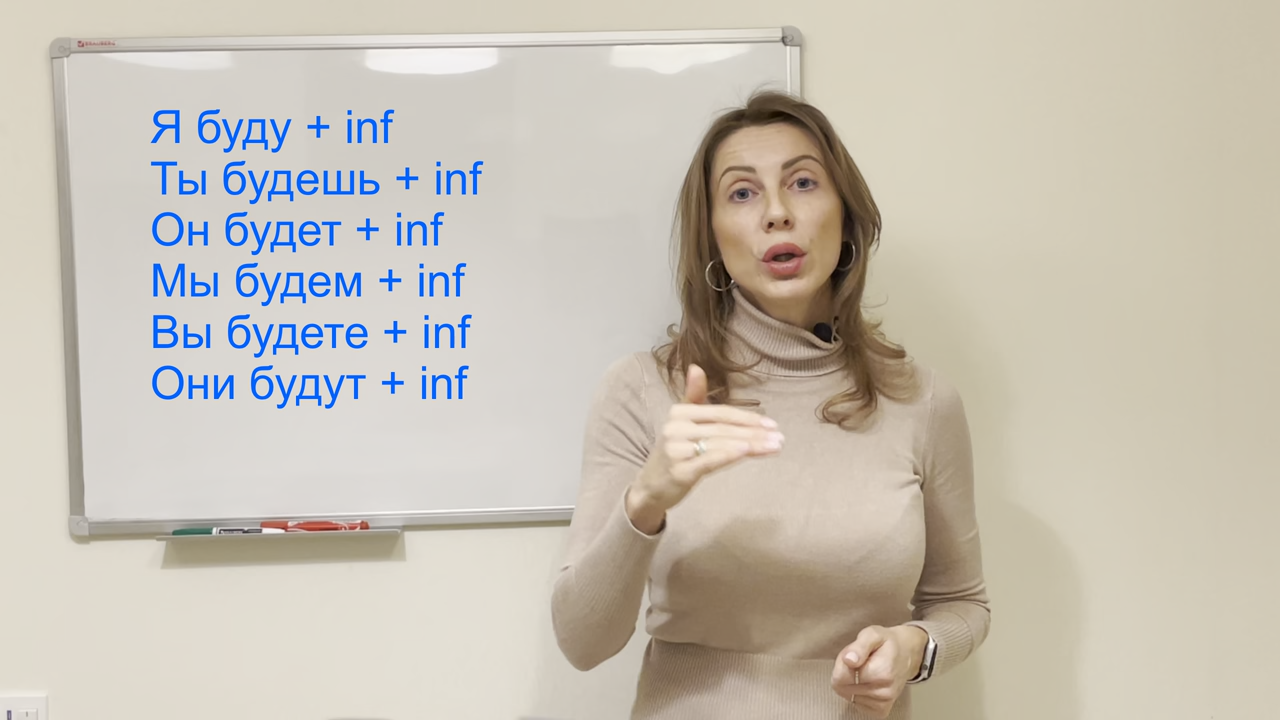 Я буду + inf
Ты будешь + inf
Он будет + inf
Мы будем + inf
Вы будете + inf
Они будут + inf